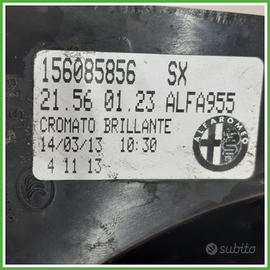 156085856 SX
21.56 01.23 ALFA955
CROMATO BRILLANTE
14/03/13 10:30
4 11 13
ALFA ROMEO
subito